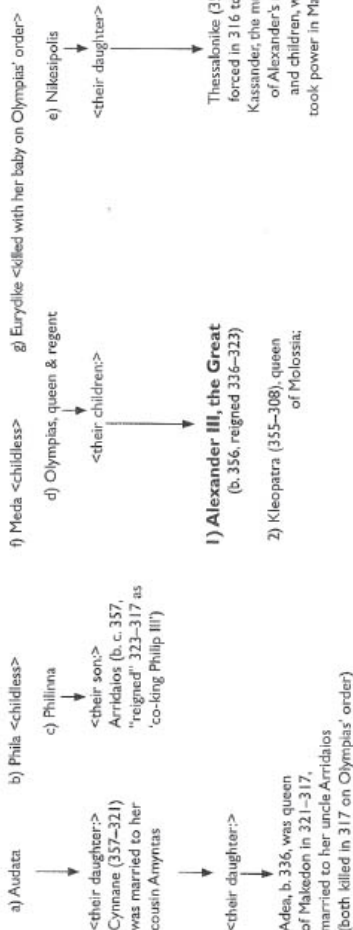 a) Audata
b) Phila <childless>
f) Meda <childless>
g) Eurydike <killed with her baby on Olympias' order>
c) Philinna
d) Olympias, queen & regent
e) Nikesipolis
<their daughter:>
Cynnane (357–321)
was married to her
cousin Amyntas
<their son:>
Arridaios (b. c. 357,
"reigned" 323–317 as
'co-king Philip III')
<their children:>
<their daughter>
<their daughter:>
Adea, b. 336, was queen
of Makedon in 321–317,
married to her uncle Arridaios
(both killed in 317 on Olympias' order)
1) Alexander III, the Great
(b. 356, reigned 336–323)
2) Kleopatra (355–308), queen
of Molossia;
Thessalonike (3
forced in 316 to
Kassander, the m
of Alexander's
and children, w
took power in Ma